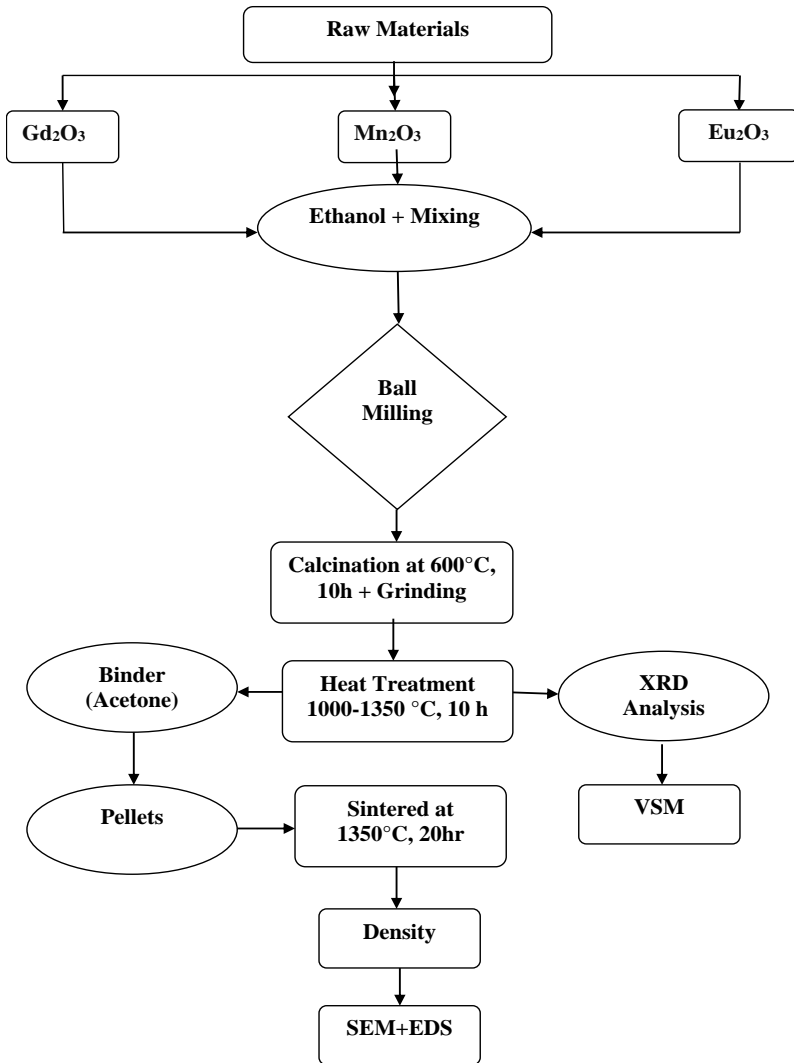 Raw Materials
Gd₂O₃
Mn₂O₃
Eu₂O₃
Ethanol + Mixing
Ball
Milling
Calcination at 600°C,
10h + Grinding
Binder
(Acetone)
Heat Treatment
1000-1350 °C, 10 h
XRD
Analysis
Pellets
Sintered at
1350°C, 20hr
VSM
Density
SEM+EDS